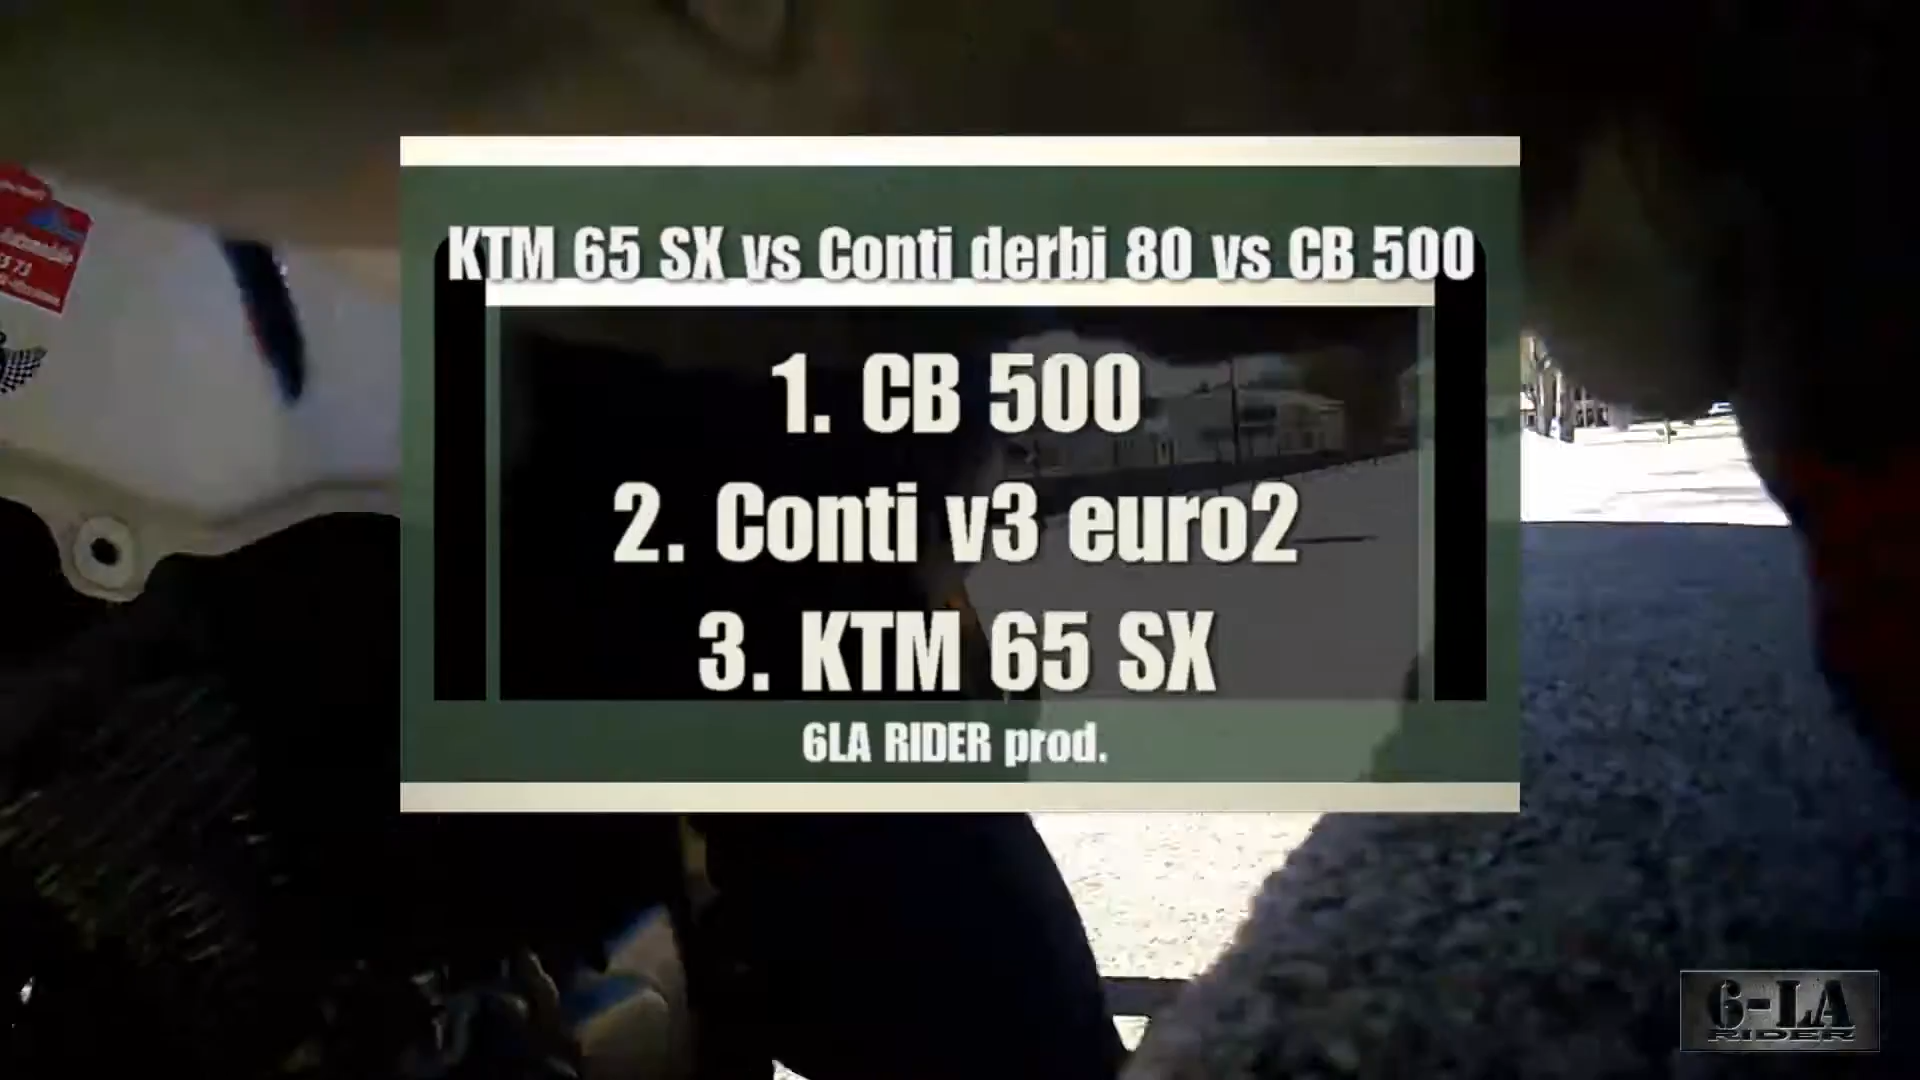 KTM 65 SX vs Conti derbi 80 vs CB 500
1. CB 500
2. Conti v3 euro2
3. KTM 65 SX
6LA RIDER prod.
6-LA
RIDER